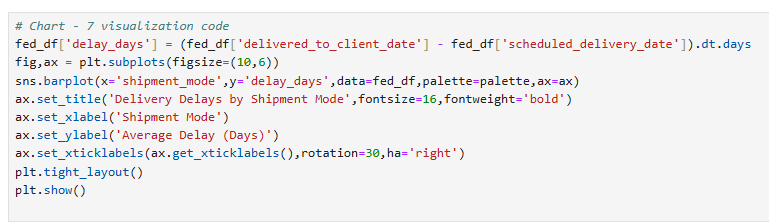 # Chart - 7 visualization code
fed_df['delay_days'] = (fed_df['delivered_to_client_date'] - fed_df['scheduled_delivery_date']).dt.days
fig,ax = plt.subplots(figsize=(10,6))
sns.barplot(x='shipment_mode',y='delay_days',data=fed_df,palette=palette,ax=ax)
ax.set_title('Delivery Delays by Shipment Mode',fontsize=16,fontweight='bold')
ax.set_xlabel('Shipment Mode')
ax.set_ylabel('Average Delay (Days)')
ax.set_xticklabels(ax.get_xticklabels(),rotation=30,ha='right')
plt.tight_layout()
plt.show()